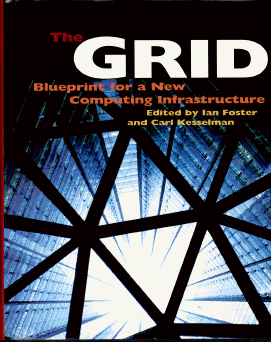 The
GRID
Blueprint for a New
Computing Infrastructure
Edited by Ian Foster
and Carl Kesselman